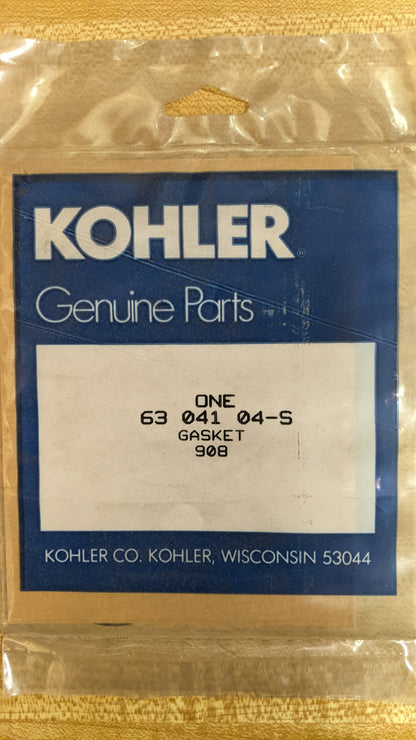 KOHLER®
Genuine Parts
ONE
63 041 04-S
GASKET
908
KOHLER CO. KOHLER, WISCONSIN 53044